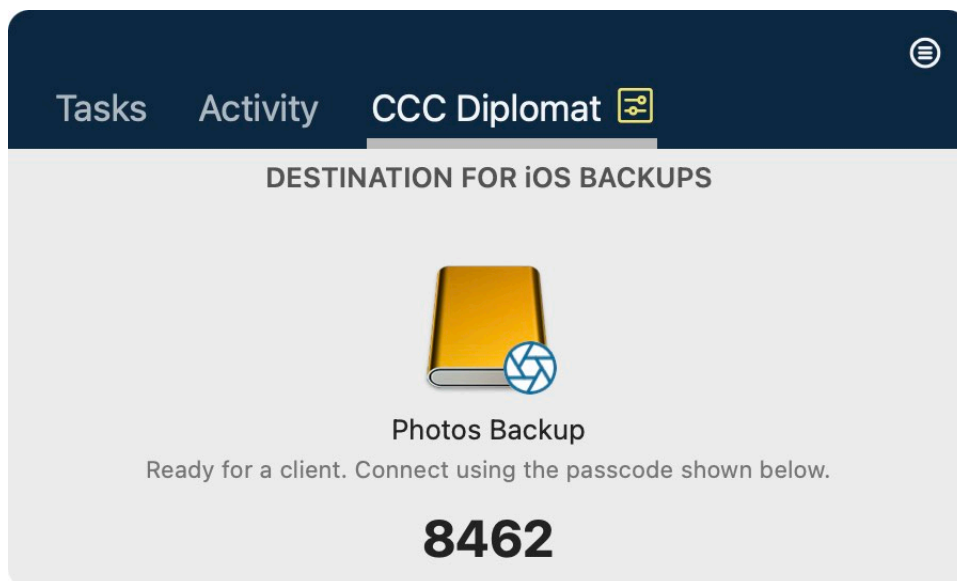 Tasks Activity CCC Diplomat
DESTINATION FOR iOS BACKUPS
Photos Backup
Ready for a client. Connect using the passcode shown below.
8462